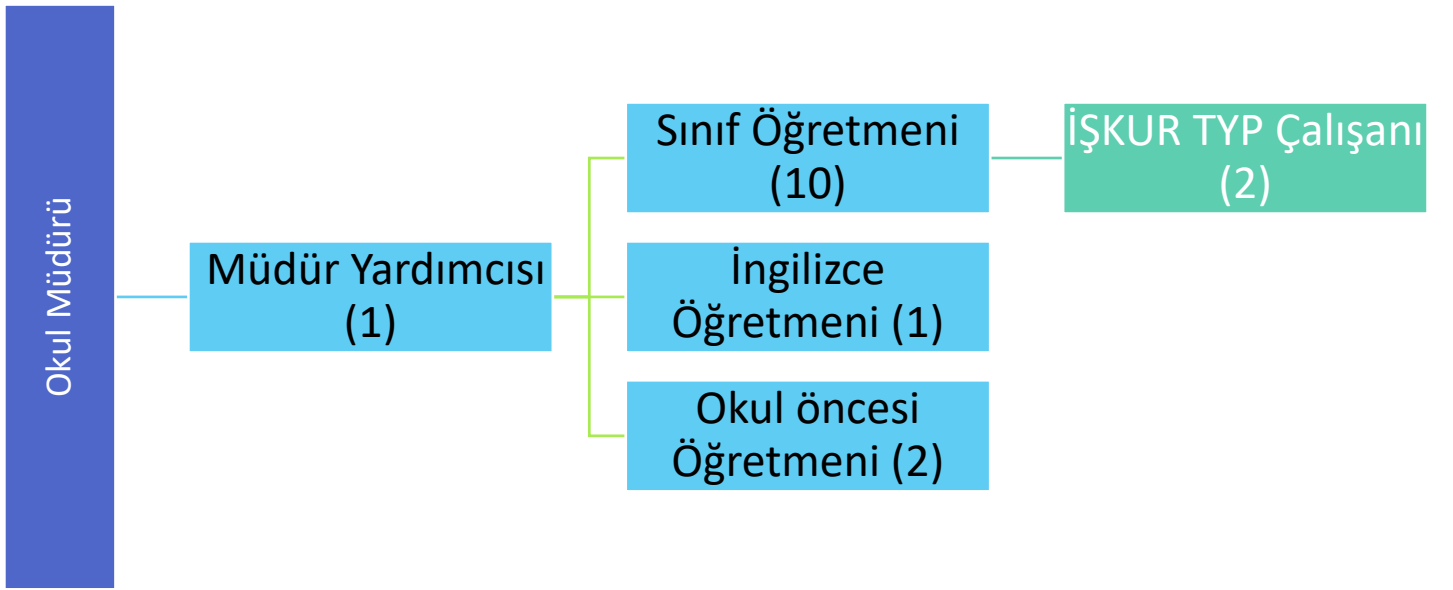 Okul Müdürü
Müdür Yardımcısı
(1)
Sınıf Öğretmeni
(10)
İngilizce
Öğretmeni (1)
Okul öncesi
Öğretmeni (2)
İŞKUR TYP Çalışanı
(2)